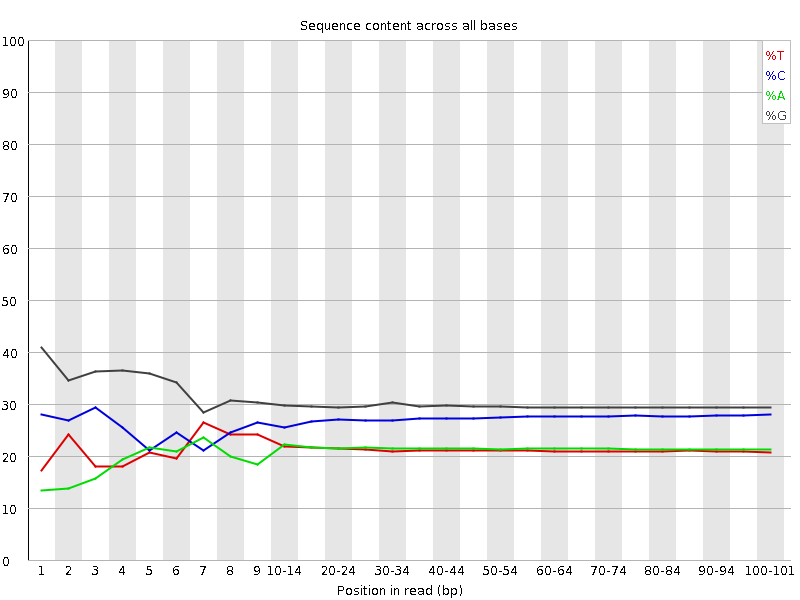 Sequence content across all bases
100
90
80
70
60
50
40
30
20
10
0
%T
%C
%A
%G
1 2 3 4 5 6 7 8 9 10-14 20-24 30-34 40-44 50-54 60-64 70-74 80-84 90-94 100-101
Position in read (bp)